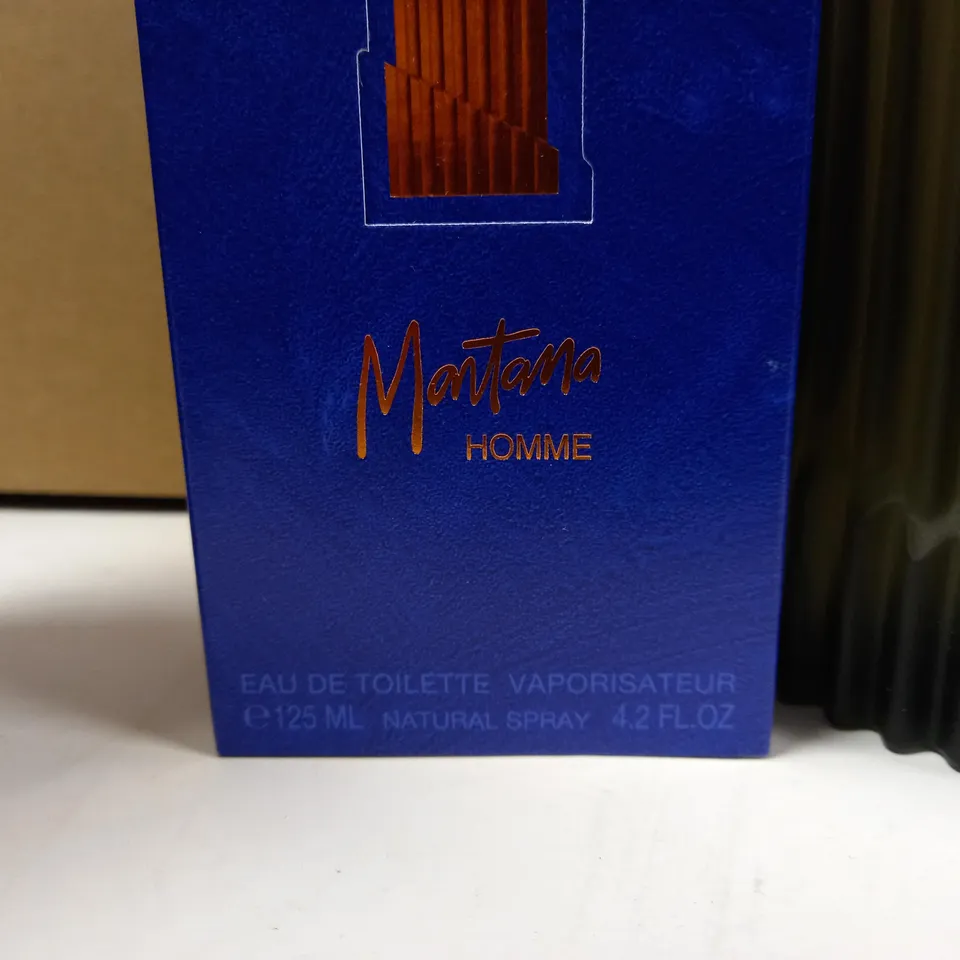 Montana
HOMME
EAU DE TOILETTE VAPORISATEUR
℮125 ML NATURAL SPRAY 4.2 FL.OZ